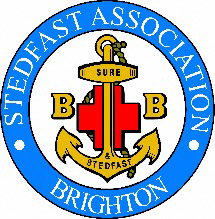 STEDFAST ASSOCIATION
SURE
B B
& STEDFAST
• BRIGHTON •